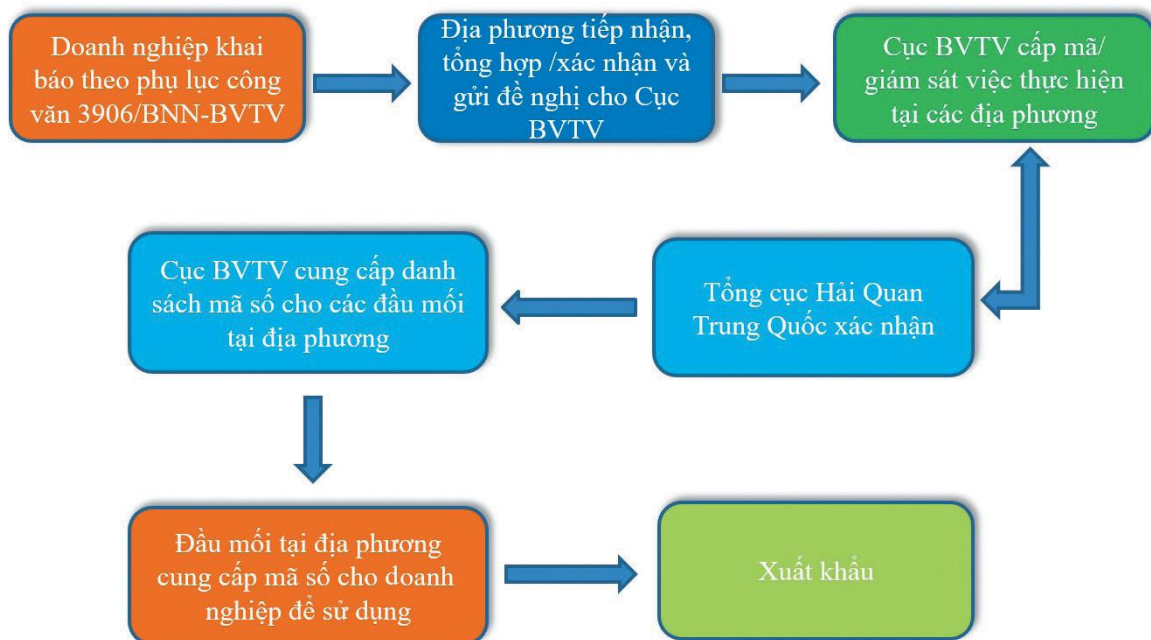 Doanh nghiệp khai
báo theo phụ lục công
văn 3906/BNN-BVTV
Địa phương tiếp nhận,
tổng hợp /xác nhận và
gửi đề nghị cho Cục
BVTV
Cục BVTV cấp mã/
giám sát việc thực hiện
tại các địa phương
Tổng cục Hải Quan
Trung Quốc xác nhận
Cục BVTV cung cấp danh
sách mã số cho các đầu mối
tại địa phương
Đầu mối tại địa phương
cung cấp mã số cho doanh
nghiệp để sử dụng
Xuất khẩu